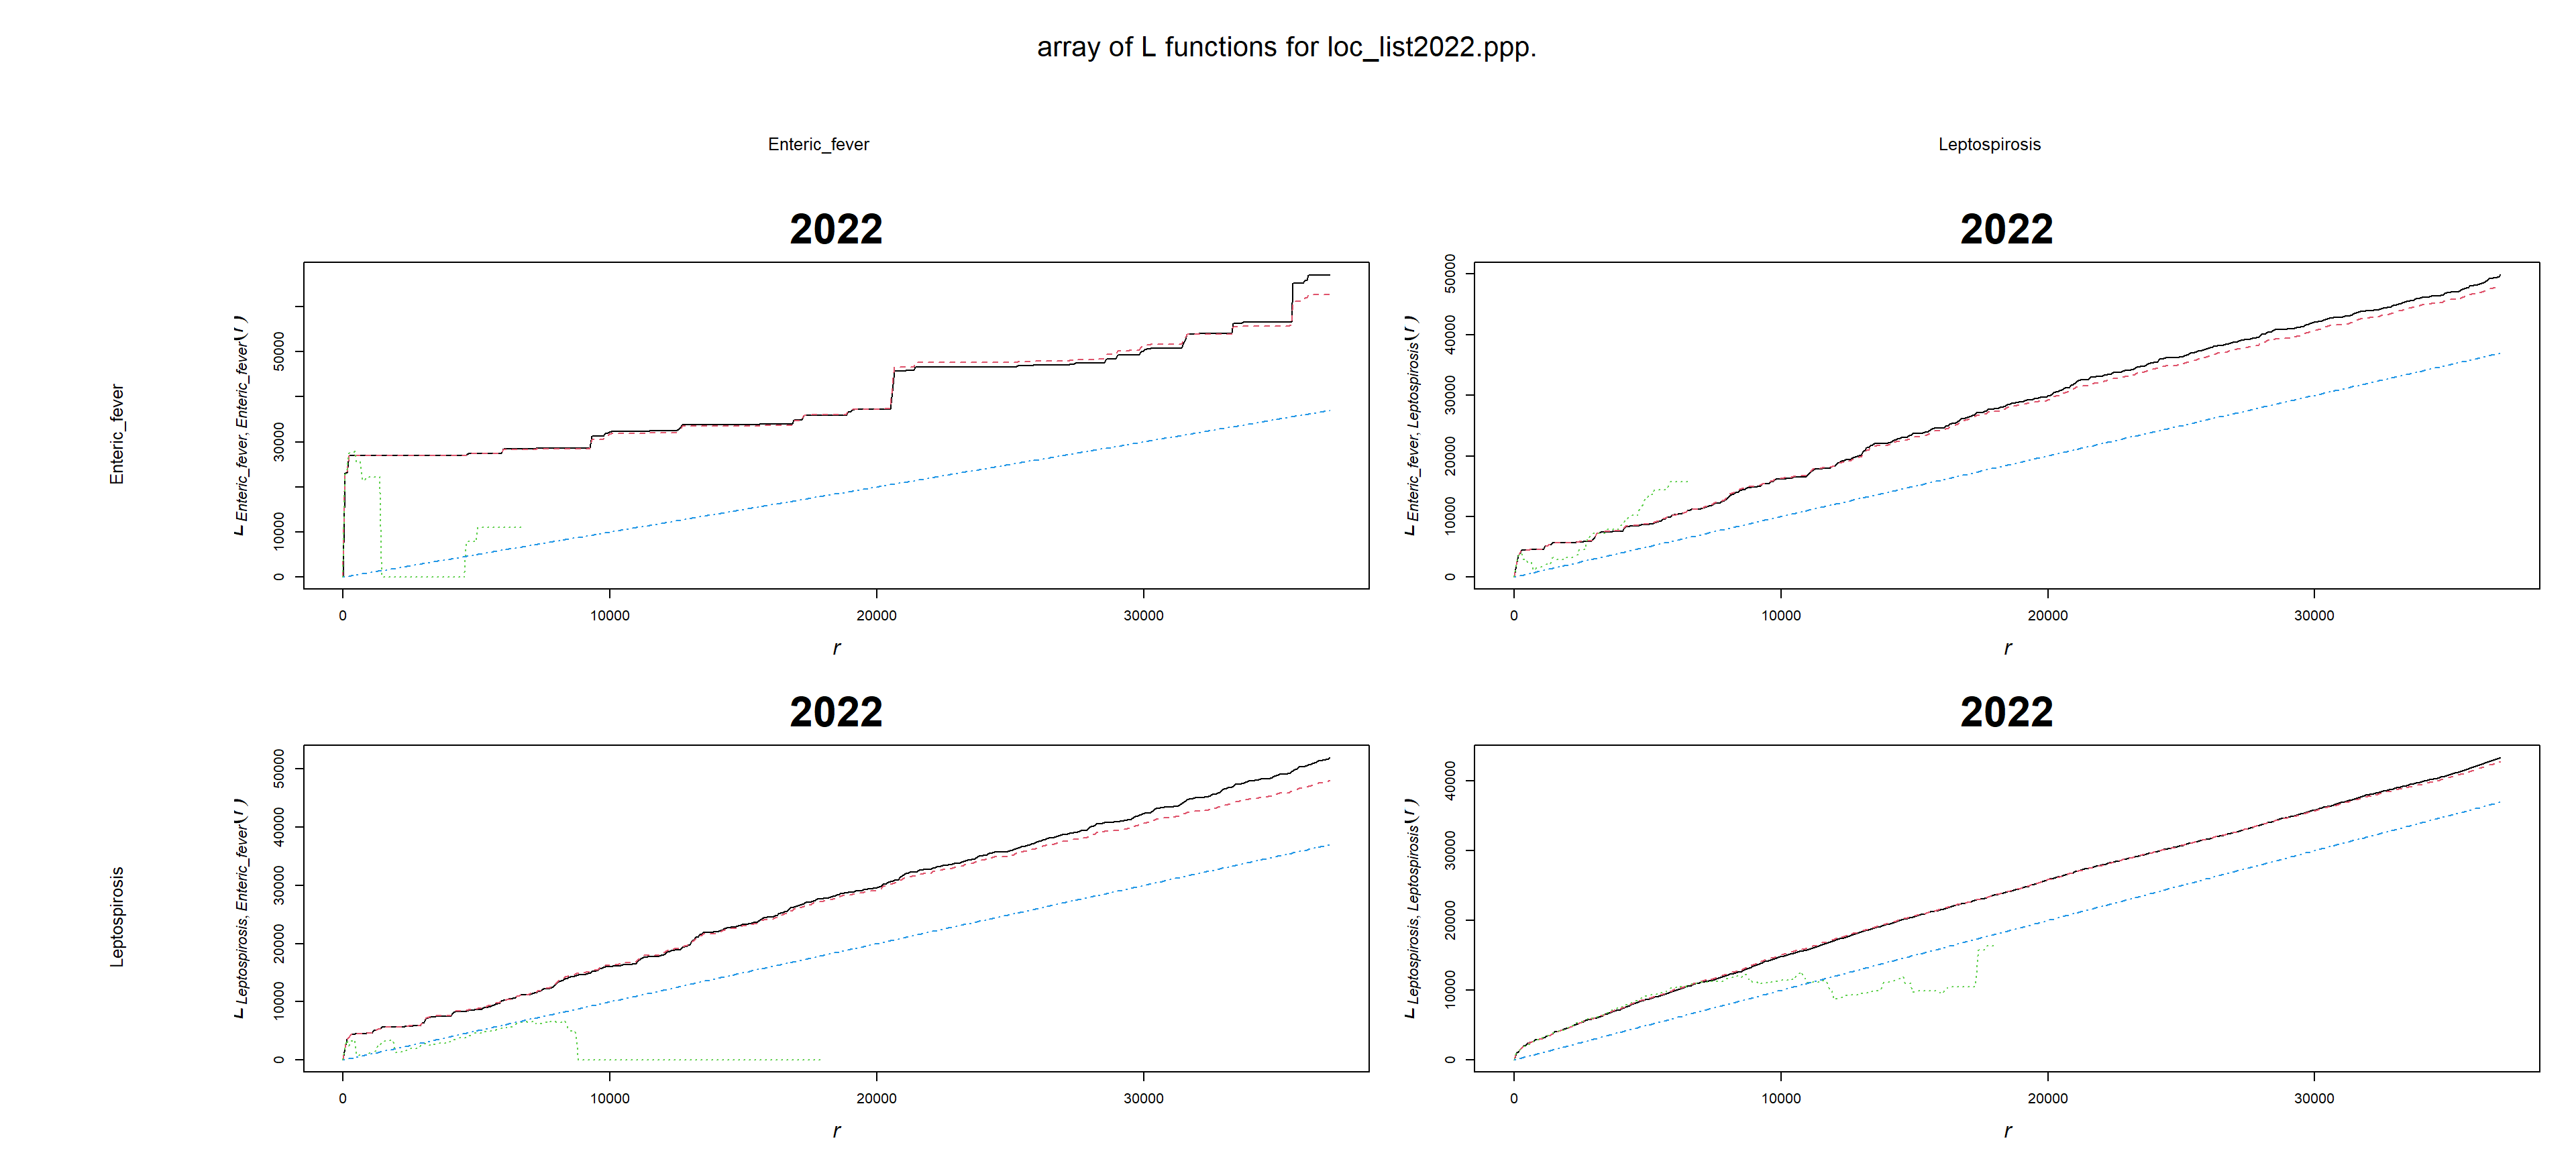 array of L functions for loc_list2022.ppp.
Enteric_fever Leptospirosis
2022 2022
Enteric_fever
L Enteric_fever, Enteric_fever(r)
0 10000 30000 50000
0 10000 20000 30000
r
L Enteric_fever, Leptospirosis(r)
0 10000 20000 30000 40000 50000
0 10000 20000 30000
r
2022 2022
Leptospirosis
L Leptospirosis, Enteric_fever(r)
0 10000 20000 30000 40000 50000
0 10000 20000 30000
r
L Leptospirosis, Leptospirosis(r)
0 10000 20000 30000 40000
0 10000 20000 30000
r